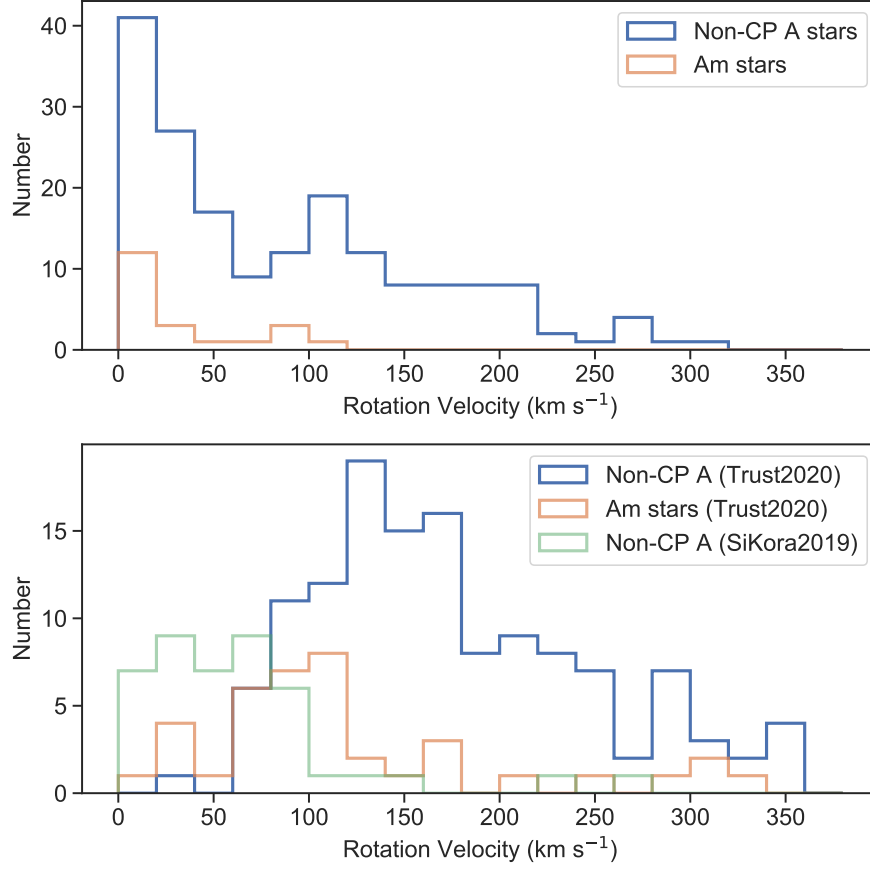 Non-CP A stars
Am stars
40
30
20
10
0
Number
0 50 100 150 200 250 300 350
Rotation Velocity (km s⁻¹)
Non-CP A (Trust2020)
Am stars (Trust2020)
Non-CP A (SiKora2019)
15
10
5
0
Number
0 50 100 150 200 250 300 350
Rotation Velocity (km s⁻¹)